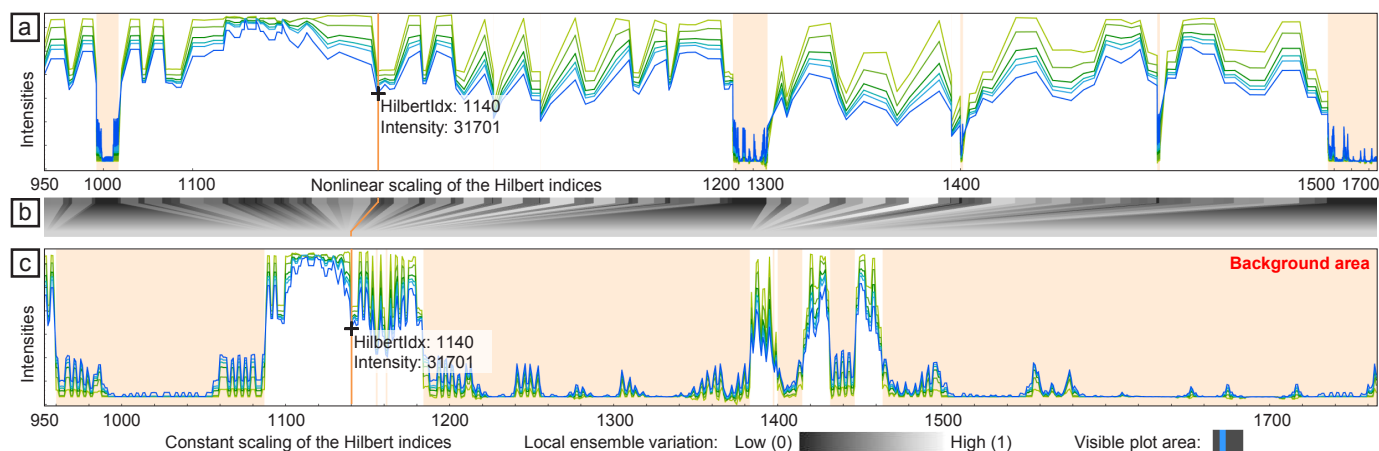 a
Intensities
HilbertIdx: 1140
Intensity: 31701
950 1000 1100 Nonlinear scaling of the Hilbert indices 1200 1300 1400 1500 1700
b
c
Background area
Intensities
HilbertIdx: 1140
Intensity: 31701
950 1000 1100 1200 1300 1400 1500 1700
Constant scaling of the Hilbert indices Local ensemble variation: Low (0) High (1) Visible plot area: